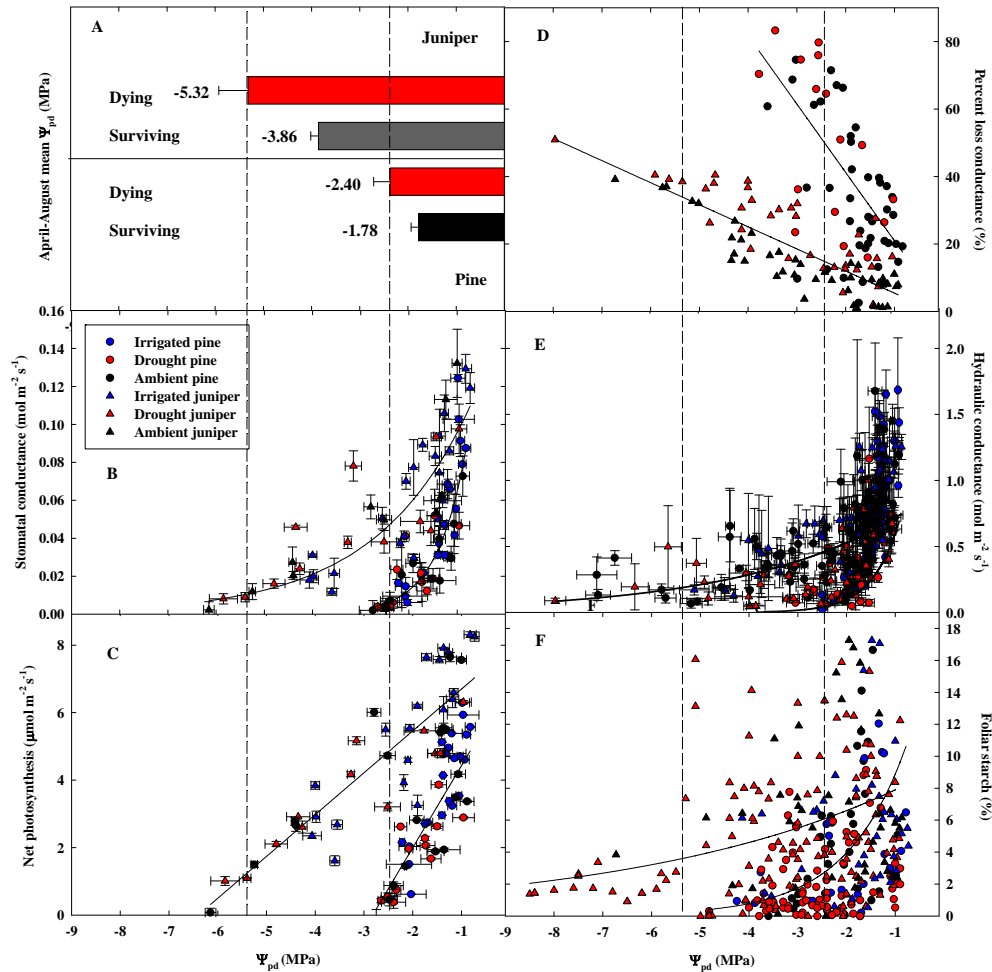 A
Juniper
Dying
-5.32
Surviving
-3.86
Dying
-2.40
Surviving
-1.78
Pine
April-August mean Ψpd (MPa)
D
80
60
40
20
0
Percent loss conductance (%)
0.16
0.14
0.12
0.10
0.08
0.06
0.04
0.02
0.00
Stomatal conductance (mol m-2 s-1)
Irrigated pine
Drought pine
Ambient pine
Irrigated juniper
Drought juniper
Ambient juniper
B
E
2.0
1.5
1.0
0.5
0.0
Hydraulic conductance (mol m-2 s-1)
C
8
6
4
2
0
Net photosynthesis (µmol m-2 s-1)
F
18
16
14
12
10
8
6
4
2
0
Foliar starch (%)
-8 -7 -6 -5 -4 -3 -2 -1 -9 -8 -7 -6 -5 -4 -3 -2 -1
Ψpd (MPa) Ψpd (MPa)